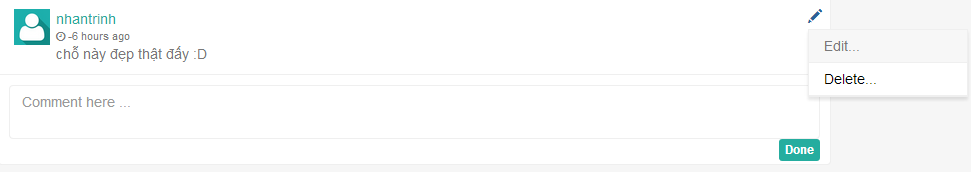 nhantrinh
-6 hours ago
chỗ này đẹp thật đấy :D
Edit...
Delete...
Comment here ...
Done